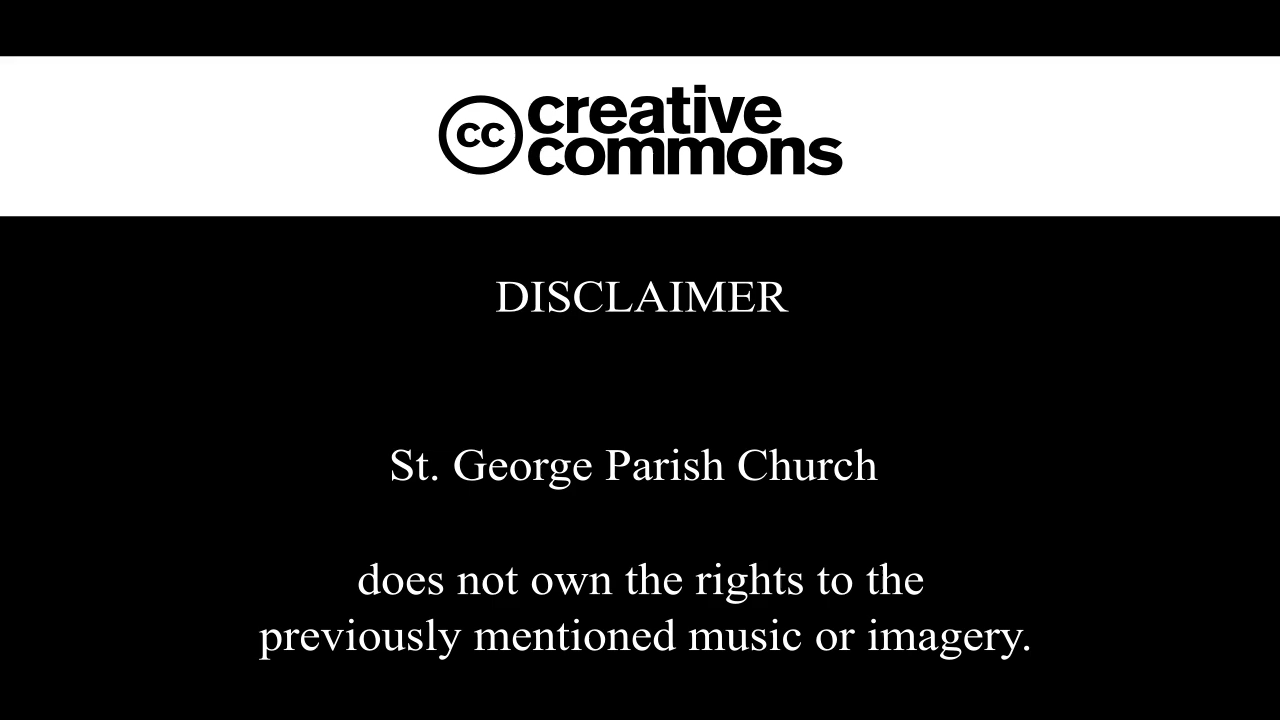 cc creative
commons
DISCLAIMER
St. George Parish Church
does not own the rights to the
previously mentioned music or imagery.